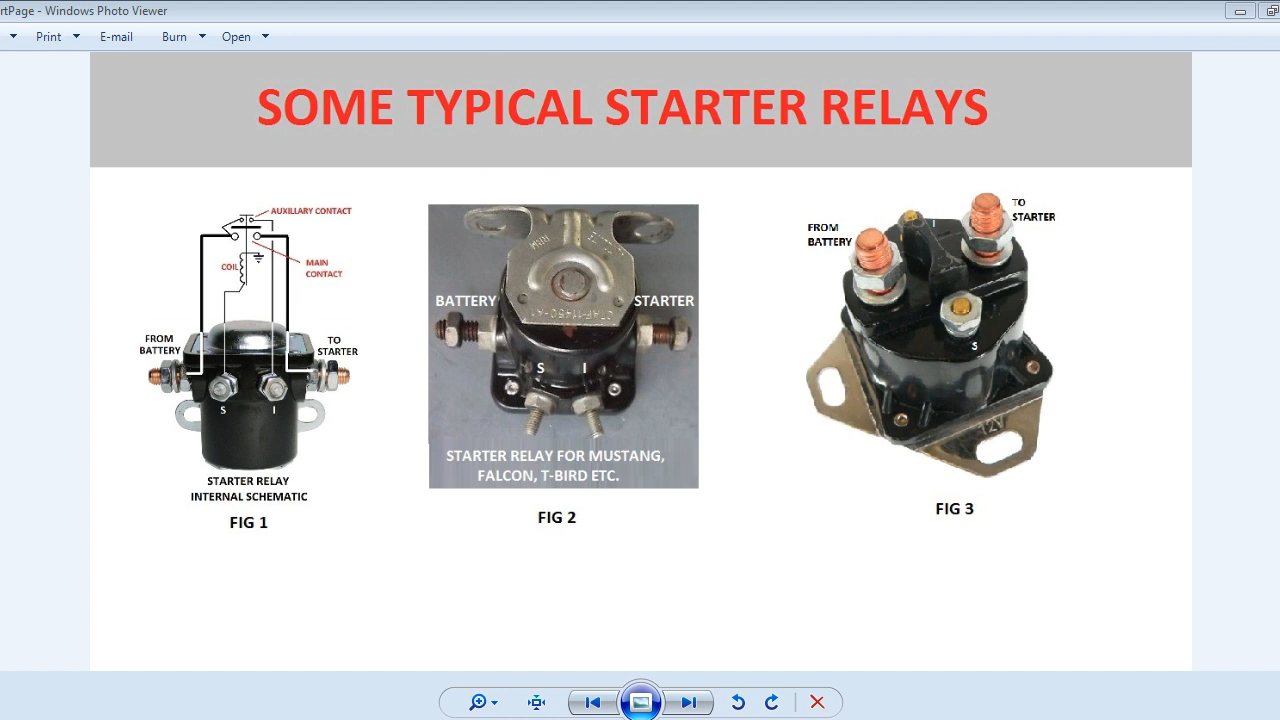 rtPage - Windows Photo Viewer
Print E-mail Burn Open
SOME TYPICAL STARTER RELAYS
AUXILLARY CONTACT
COIL
MAIN
CONTACT
FROM
BATTERY
TO
STARTER
S I
STARTER RELAY
INTERNAL SCHEMATIC
FIG 1
BATTERY STARTER
S I
STARTER RELAY FOR MUSTANG,
FALCON, T-BIRD ETC.
FIG 2
FROM
BATTERY
TO
STARTER
I
S
12V
FIG 3